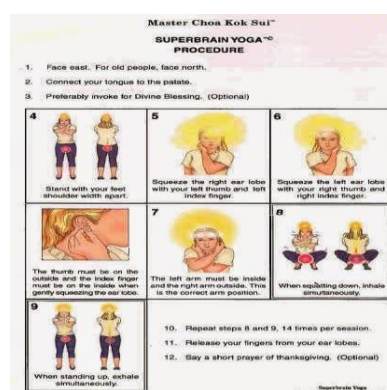 Master Choa Kok Sui™
SUPERBRAIN YOGA™©
PROCEDURE
1. Face east. For old people, face north.
2. Connect your tongue to the palate.
3. Preferably invoke for Divine Blessing. (Optional)
4
Stand with your feet
shoulder width apart.
5
Squeeze the right ear lobe
with your left thumb and left
index finger.
6
Squeeze the left ear lobe
with your right thumb and
right index finger.
The thumb must be on the
outside and the index finger
must be on the inside when
gently squeezing the ear lobe.
7
The left arm must be inside
and the right arm outside. This
is the correct arm position.
8
When squatting down, inhale
simultaneously.
9
When standing up, exhale
simultaneously.
10. Repeat steps 8 and 9, 14 times per session.
11. Release your fingers from your ear lobes.
12. Say a short prayer of thanksgiving. (Optional)
Superbrain Yoga